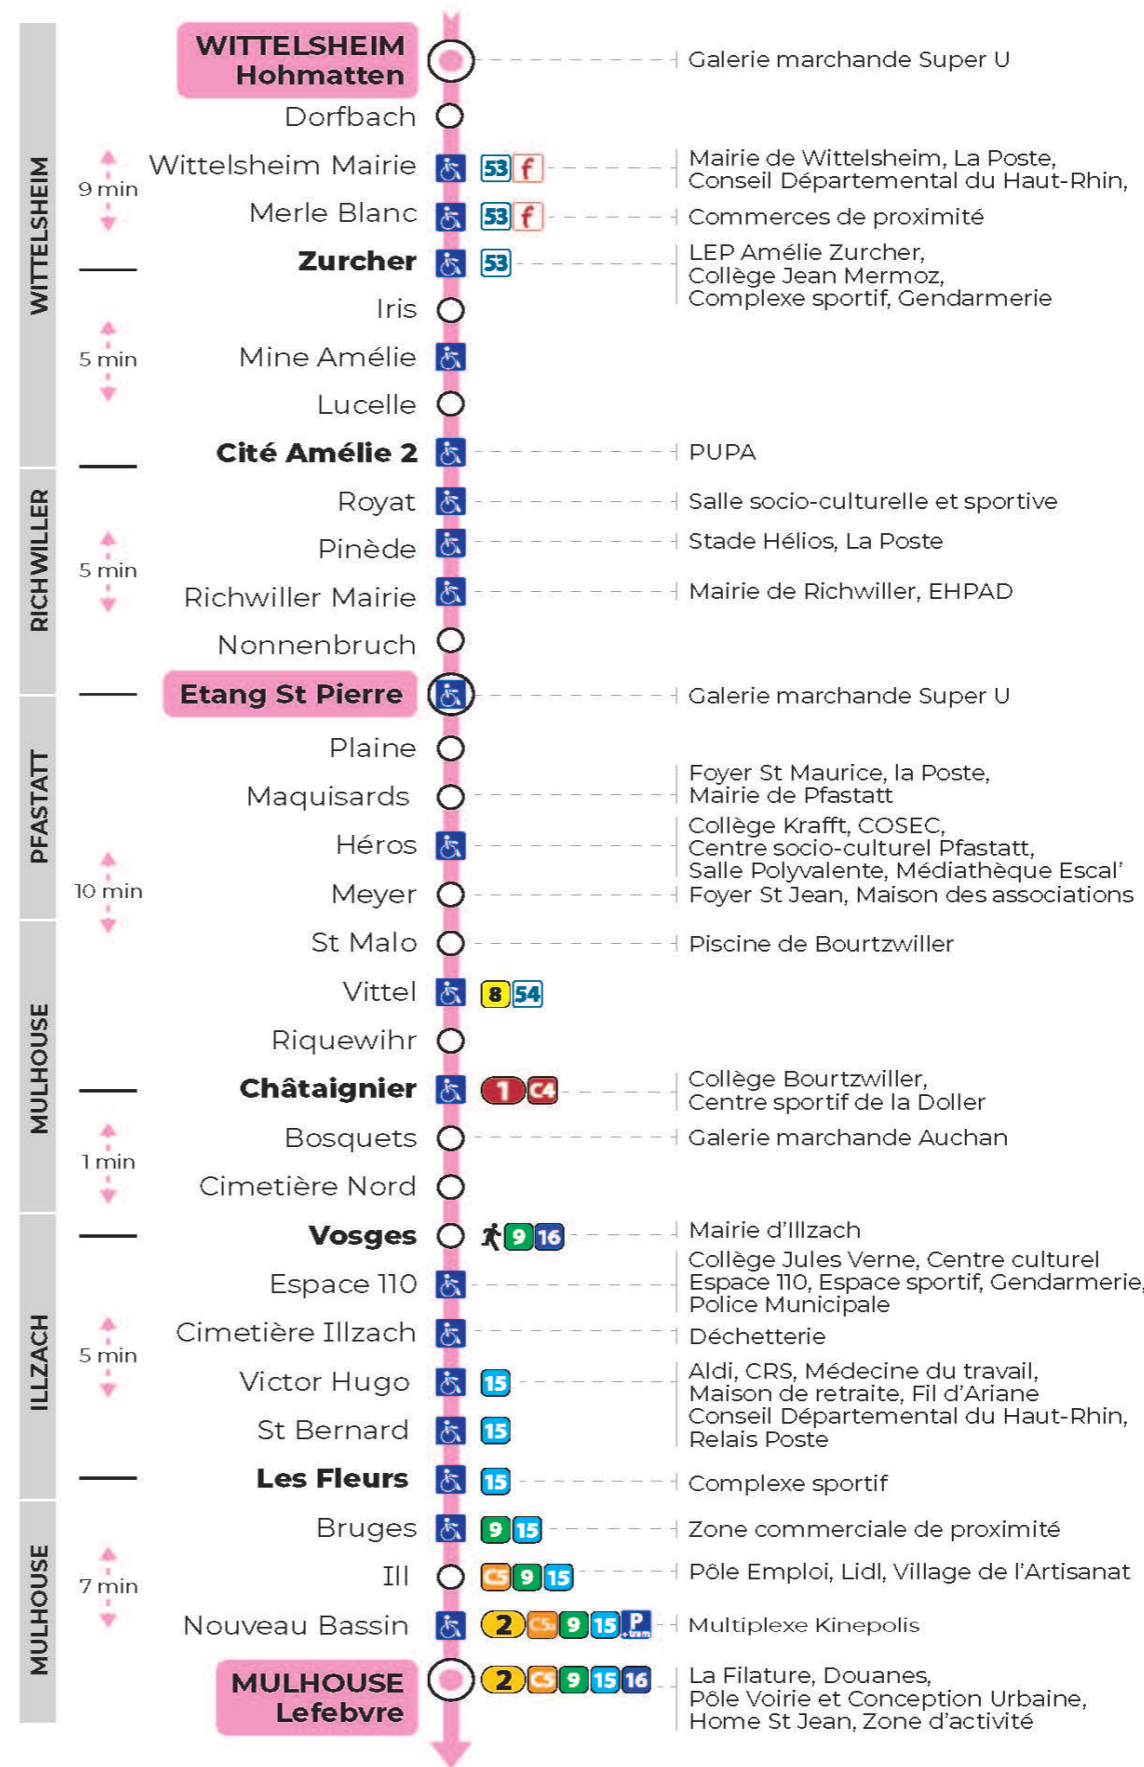 WITTELSHEIM
Hohmatten
Galerie marchande Super U
Dorfbach
Wittelsheim Mairie
53 f
Mairie de Wittelsheim, La Poste,
Conseil Départemental du Haut-Rhin,
9 min
Merle Blanc
53 f
Commerces de proximité
WITTELSHEIM
Zurcher
53
LEP Amélie Zurcher,
Collège Jean Mermoz,
Complexe sportif, Gendarmerie
Iris
5 min
Mine Amélie
Lucelle
Cité Amélie 2
PUPA
Royat
Salle socio-culturelle et sportive
RICHWILLER
Pinède
Stade Hélios, La Poste
5 min
Richwiller Mairie
Mairie de Richwiller, EHPAD
Nonnenbruch
Etang St Pierre
Galerie marchande Super U
Plaine
PFASTATT
Maquisards
Foyer St Maurice, la Poste,
Mairie de Pfastatt
Héros
Collège Krafft, COSEC,
Centre socio-culturel Pfastatt,
Salle Polyvalente, Médiathèque Escal'
10 min
Meyer
Foyer St Jean, Maison des associations
St Malo
Piscine de Bourtzwiller
Vittel
8 54
Riquewihr
MULHOUSE
Châtaignier
1 C4
Collège Bourtzwiller,
Centre sportif de la Doller
Bosquets
Galerie marchande Auchan
1 min
Cimetière Nord
Vosges
9 16
Mairie d'Illzach
Espace 110
Collège Jules Verne, Centre culturel
Espace 110, Espace sportif, Gendarmerie,
Police Municipale
Cimetière Illzach
Déchetterie
ILLZACH
5 min
Victor Hugo
15
Aldi, CRS, Médecine du travail,
Maison de retraite, Fil d'Ariane
St Bernard
15
Conseil Départemental du Haut-Rhin,
Relais Poste
Les Fleurs
15
Complexe sportif
Bruges
9 15
Zone commerciale de proximité
MULHOUSE
7 min
Ill
C5 9 15
Pôle Emploi, Lidl, Village de l'Artisanat
Nouveau Bassin
2 C5 9 15 P
+tram
Multiplexe Kinepolis
MULHOUSE
Lefebvre
2 C5 9 15 16
La Filature, Douanes,
Pôle Voirie et Conception Urbaine,
Home St Jean, Zone d'activité